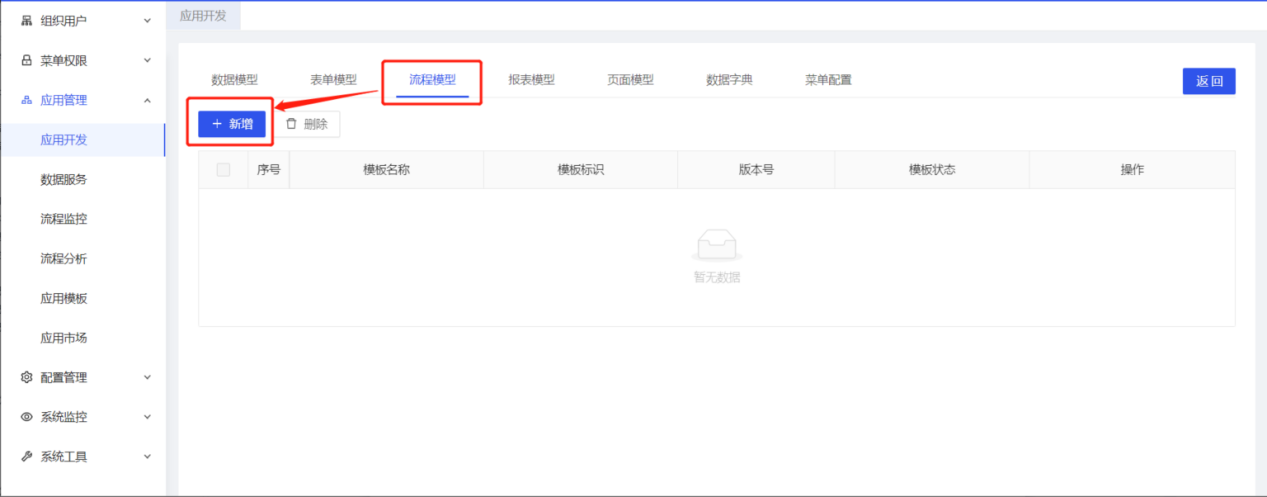 组织用户
菜单权限
应用管理
应用开发
数据服务
流程监控
流程分析
应用模板
应用市场
配置管理
系统监控
系统工具
应用开发
数据模型 表单模型 流程模型 报表模型 页面模型 数据字典 菜单配置 返回
+ 新增 删除
序号 模板名称 模板标识 版本号 模板状态 操作
暂无数据